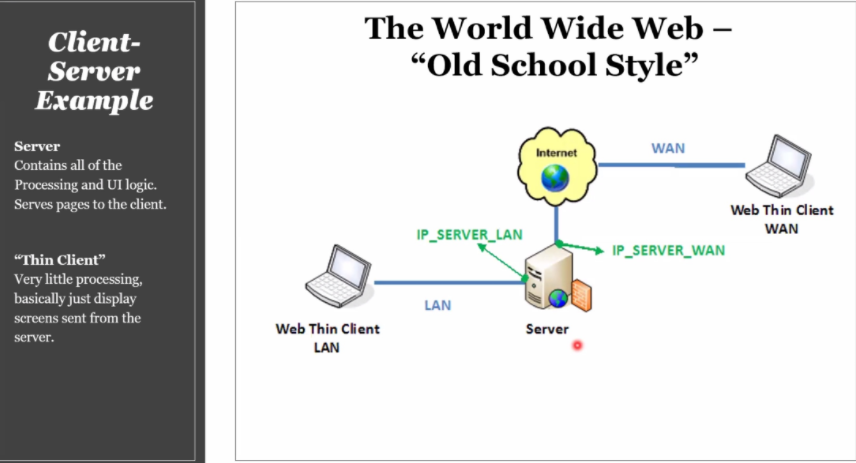 Client-
Server
Example
Server
Contains all of the
Processing and UI logic.
Serves pages to the client.
“Thin Client”
Very little processing,
basically just display
screens sent from the
server.
The World Wide Web –
“Old School Style”
Internet
WAN
Web Thin Client
WAN
IP_SERVER_LAN
IP_SERVER_WAN
LAN
Web Thin Client
LAN
Server